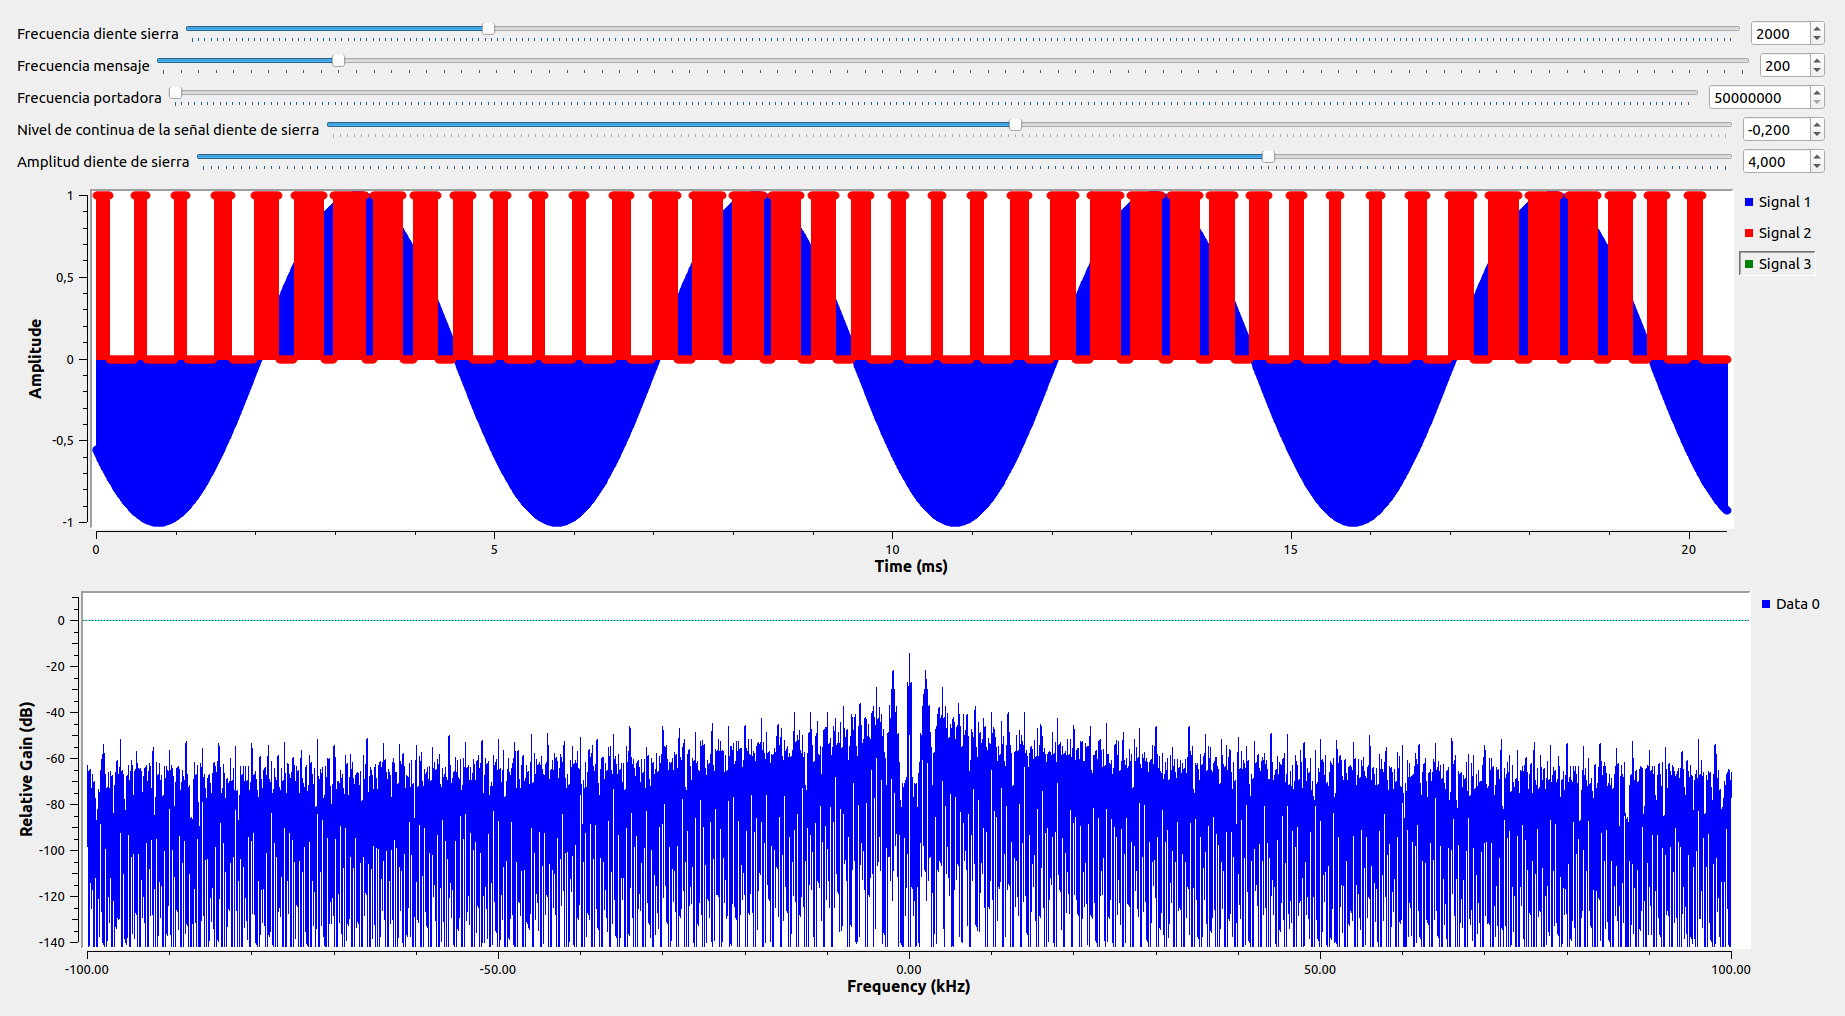 Frecuencia diente sierra 2000
Frecuencia mensaje 200
Frecuencia portadora 50000000
Nivel de continua de la señal diente de sierra -0,200
Amplitud diente de sierra 4,000
Amplitude
1
0,5
0
-0,5
-1
0 5 10 15 20
Time (ms)
Signal 1
Signal 2
Signal 3
Relative Gain (dB)
0
-20
-40
-60
-80
-100
-120
-140
-100.00 -50.00 0.00 50.00 100.00
Frequency (kHz)
Data 0